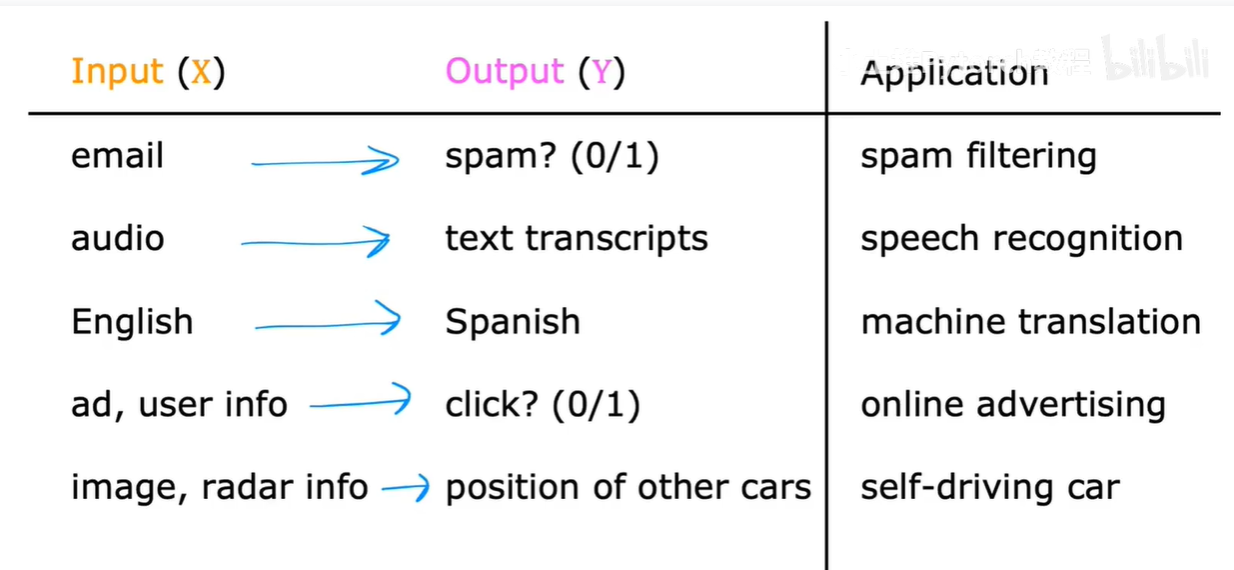 Input (X) Output (Y) Application
bilibili
email spam? (0/1) spam filtering
audio text transcripts speech recognition
English Spanish machine translation
ad, user info click? (0/1) online advertising
image, radar info position of other cars self-driving car